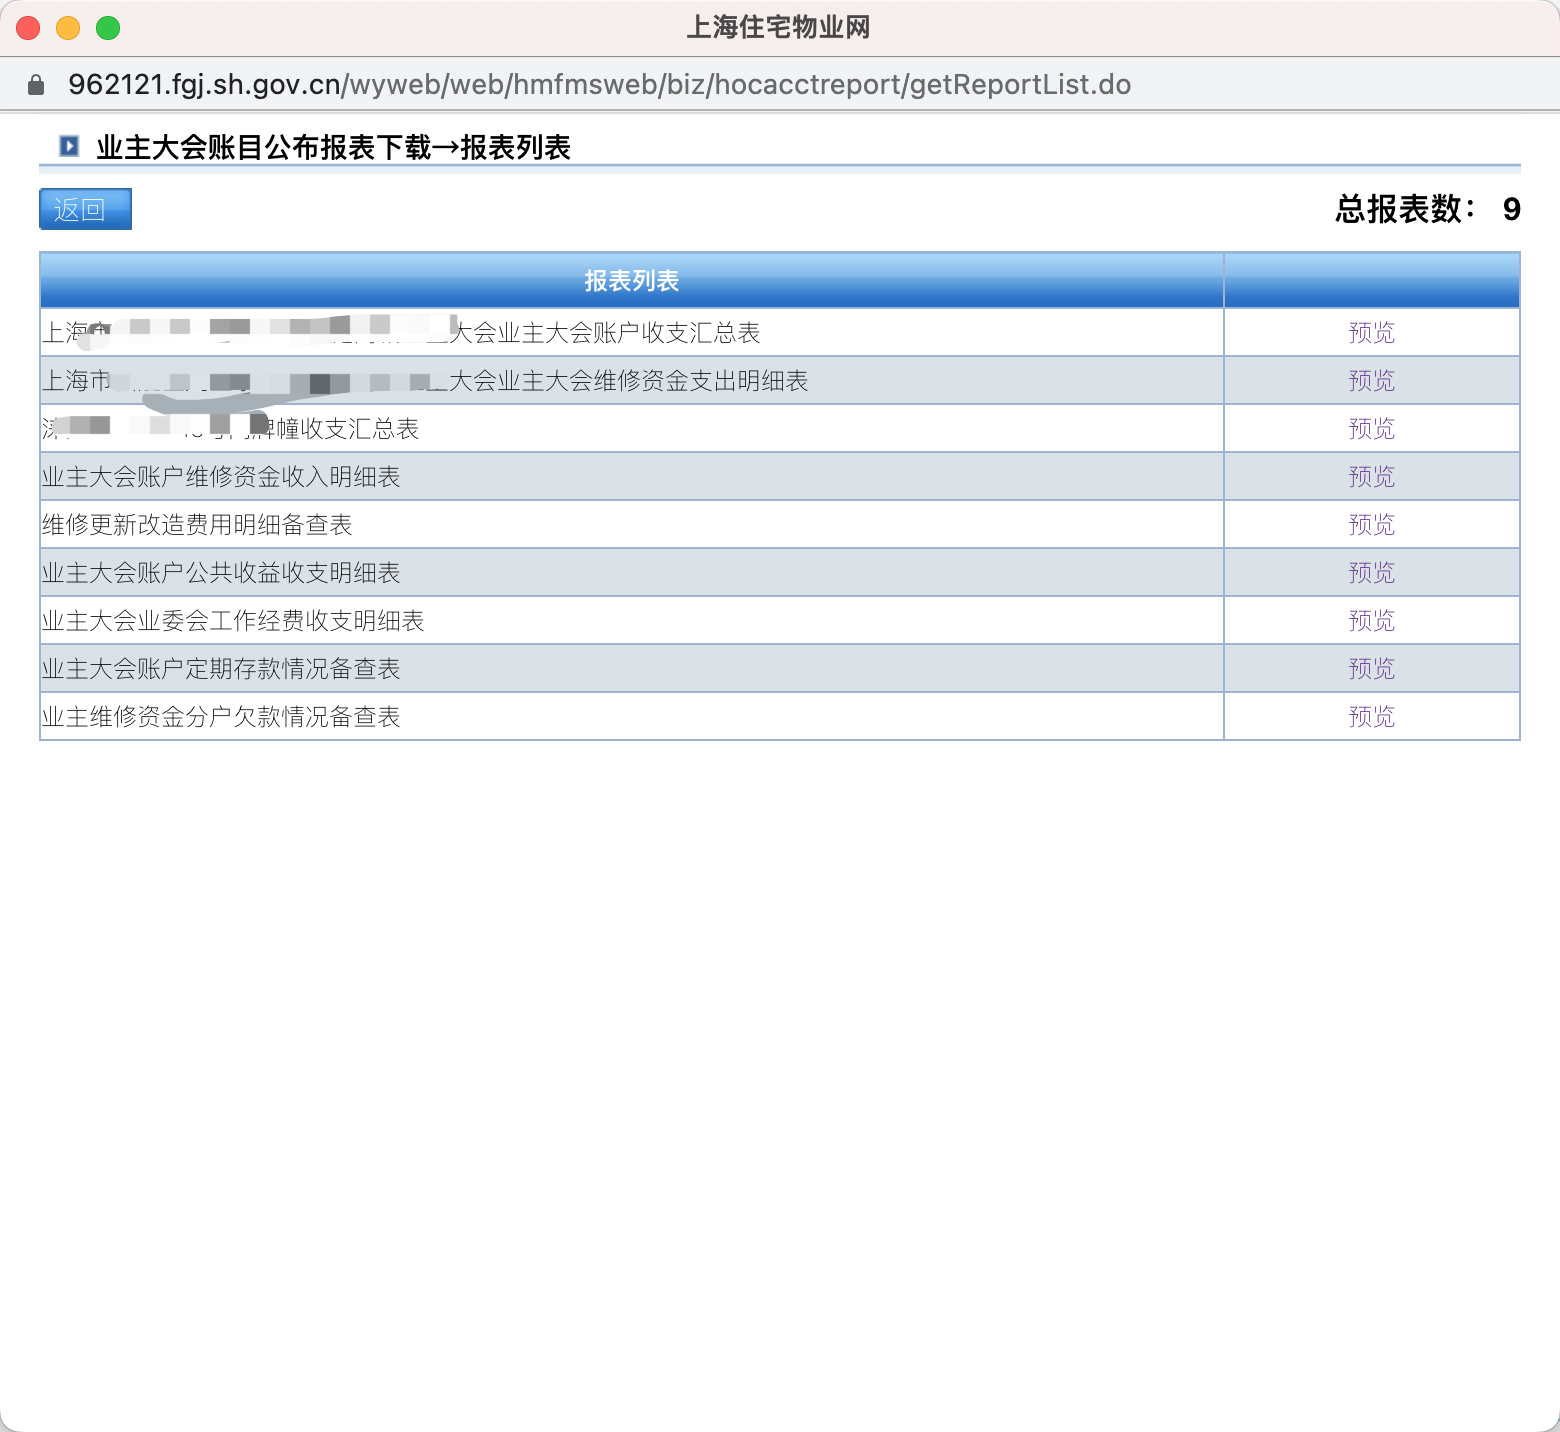 上海住宅物业网
962121.fgj.sh.gov.cn/wyweb/web/hmfmsweb/biz/hocacctreport/getReportList.do
业主大会账目公布报表下载→报表列表
返回
总报表数： 9
报表列表
上海 大会业主大会账户收支汇总表 预览
上海市 主大会业主大会维修资金支出明细表 预览
号门牌幢收支汇总表 预览
业主大会账户维修资金收入明细表 预览
维修更新改造费用明细备查表 预览
业主大会账户公共收益收支明细表 预览
业主大会业委会工作经费收支明细表 预览
业主大会账户定期存款情况备查表 预览
业主维修资金分户欠款情况备查表 预览